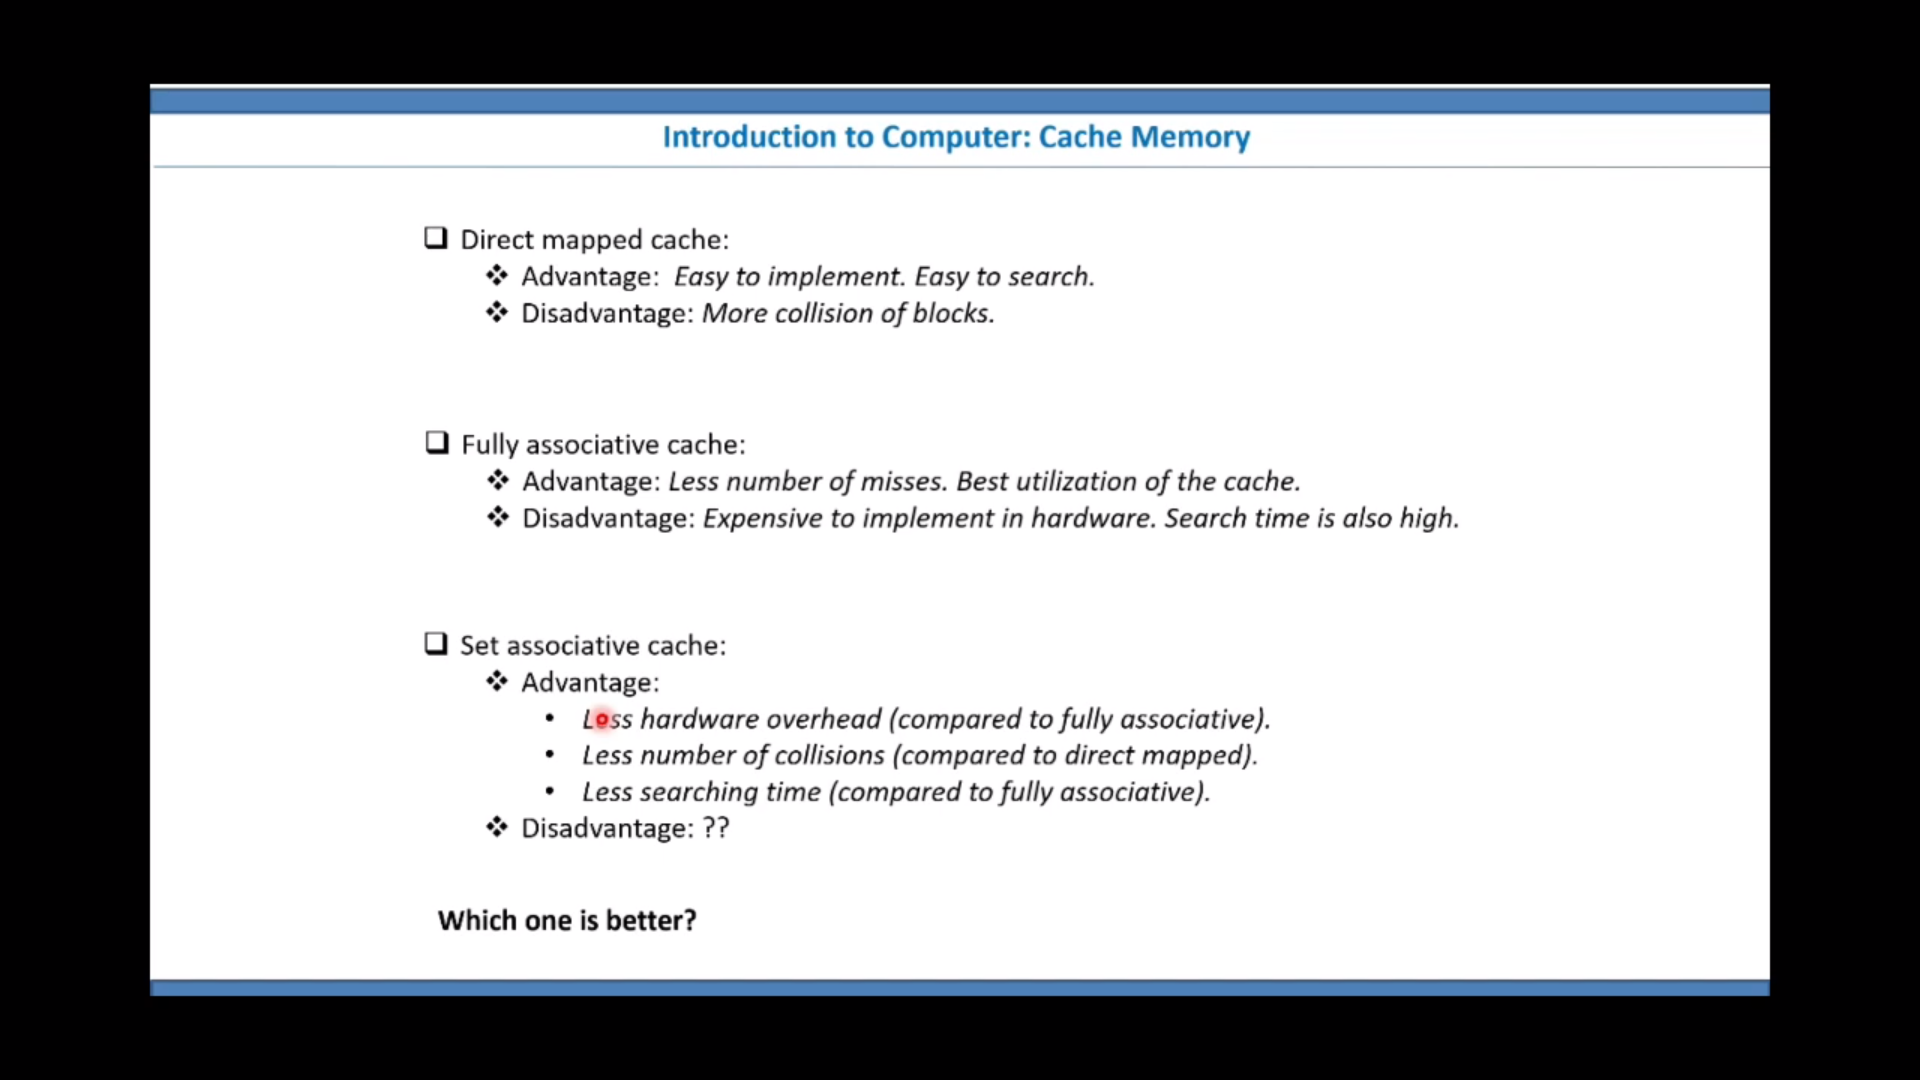 Introduction to Computer: Cache Memory
❑ Direct mapped cache:
❖ Advantage: Easy to implement. Easy to search.
❖ Disadvantage: More collision of blocks.
❑ Fully associative cache:
❖ Advantage: Less number of misses. Best utilization of the cache.
❖ Disadvantage: Expensive to implement in hardware. Search time is also high.
❑ Set associative cache:
❖ Advantage:
• Less hardware overhead (compared to fully associative).
• Less number of collisions (compared to direct mapped).
• Less searching time (compared to fully associative).
❖ Disadvantage: ??
Which one is better?